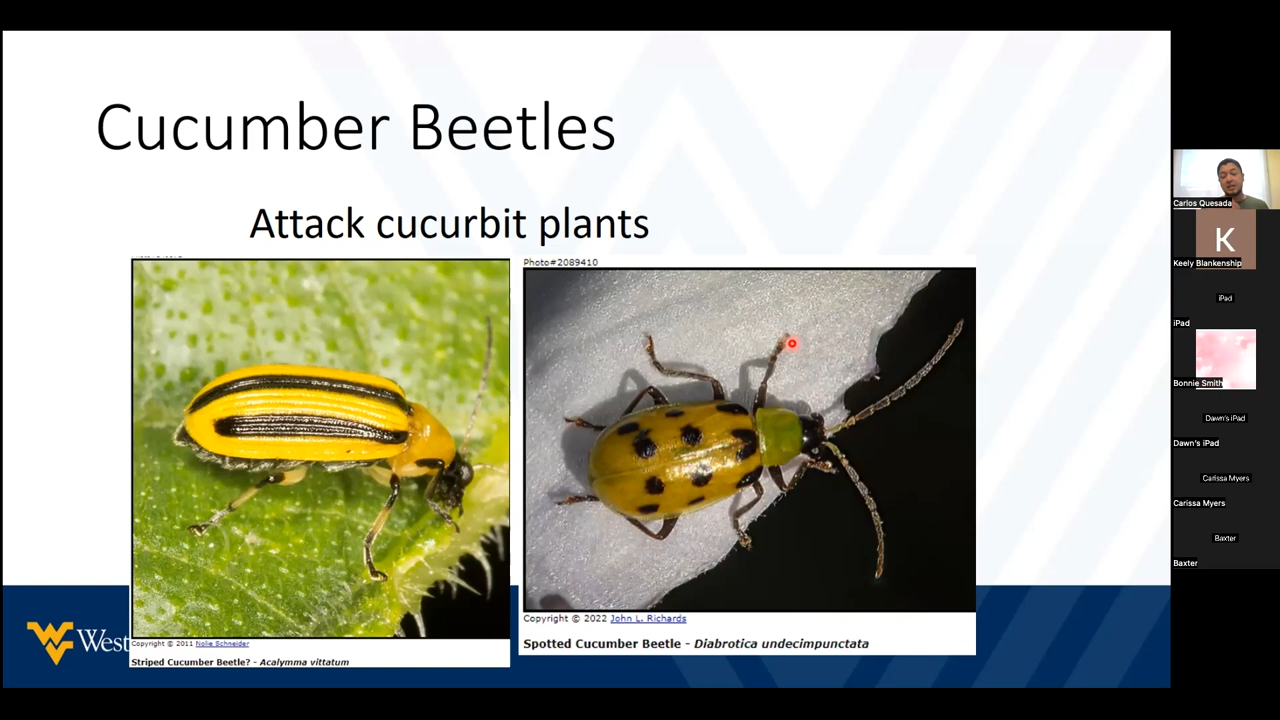 Cucumber Beetles
Attack cucurbit plants
Photo#2089410
Copyright © 2011 Nolie Schneider
Striped Cucumber Beetle? - Acalymma vittatum
Copyright © 2022 John L. Richards
Spotted Cucumber Beetle - Diabrotica undecimpunctata
West
Carlos Quesada
K
Keely Blankenship
iPad
iPad
Bonnie Smith
Dawn's iPad
Dawn's iPad
Carissa Myers
Carissa Myers
Baxter
Baxter